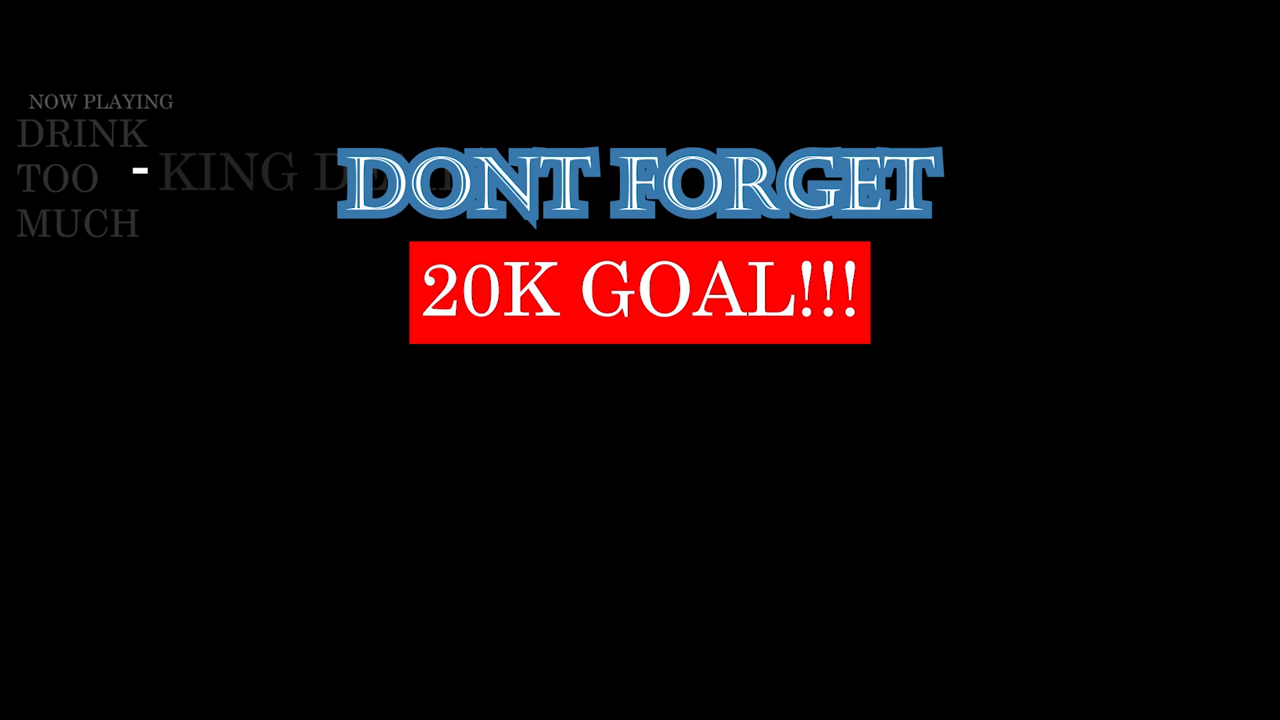 NOW PLAYING
DRINK
TOO
MUCH
- KING
DONT FORGET
20K GOAL!!!